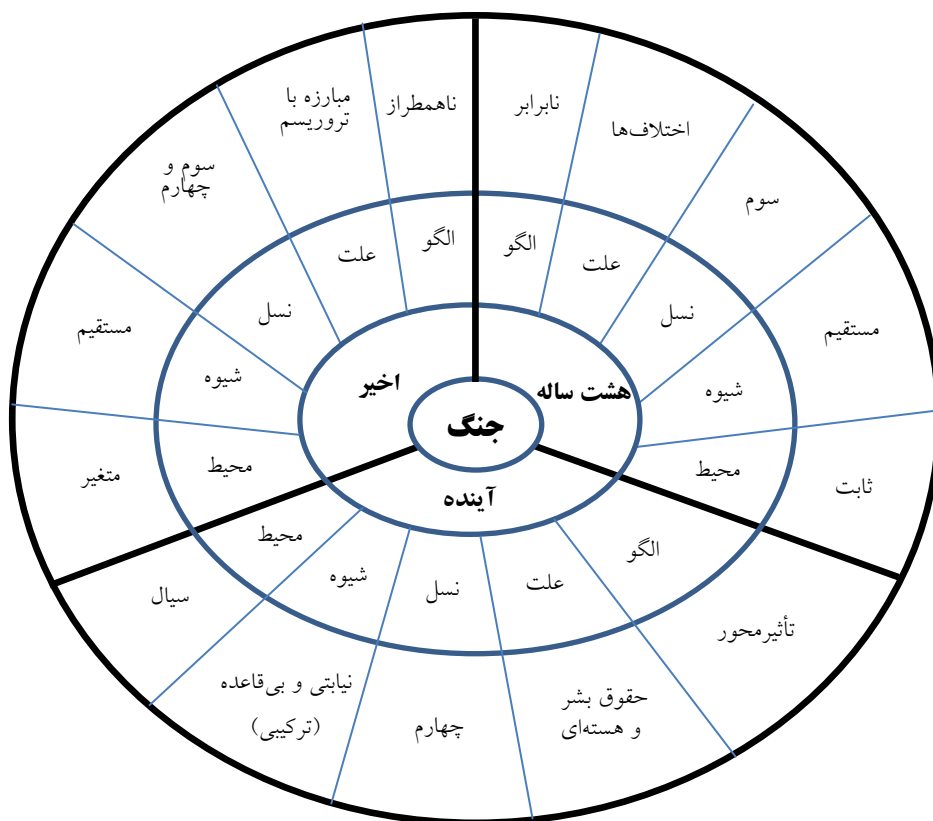 جنگ
هشت ساله
الگو
نابرابر
علت
اختلاف‌ها
نسل
سوم
شیوه
مستقیم
محیط
ثابت
آینده
الگو
تأثیرمحور
علت
حقوق بشر
و هسته‌ای
نسل
چهارم
شیوه
نیابتی و بی‌قاعده
(ترکیبی)
محیط
سیال
اخیر
الگو
ناهمطراز
علت
مبارزه با
تروریسم
نسل
سوم و
چهارم
شیوه
مستقیم
محیط
متغیر